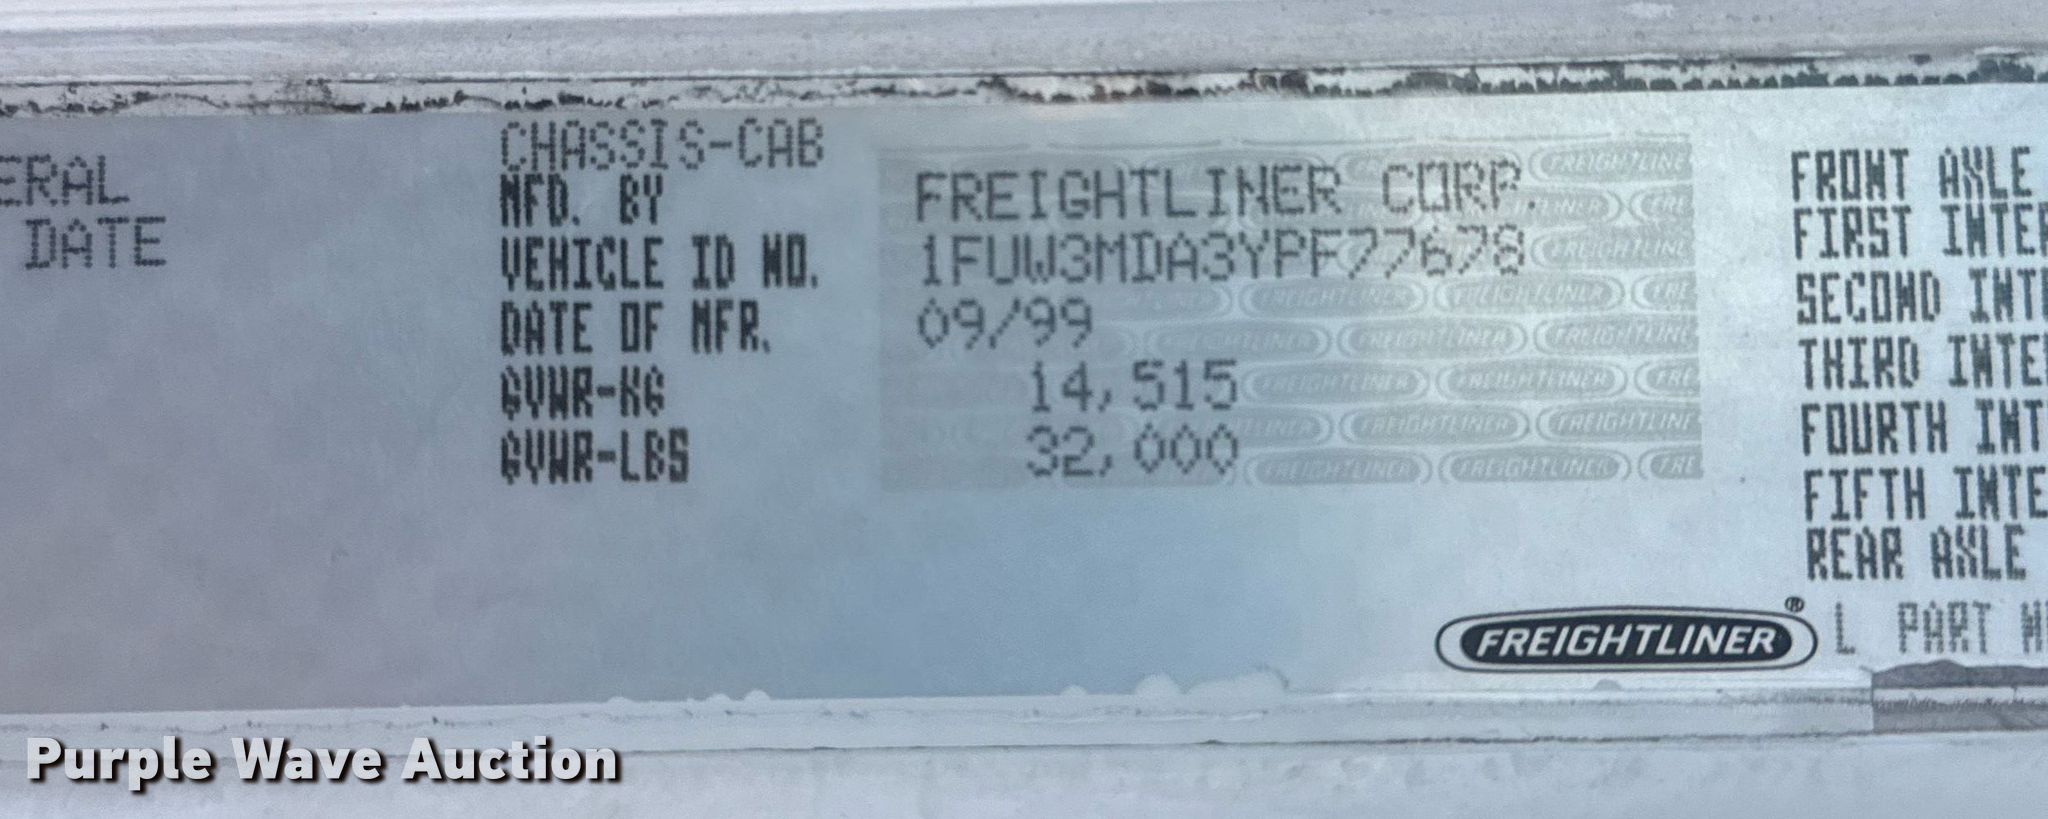 ERAL
DATE
CHASSIS-CAB
MFD. BY FREIGHTLINER CORP.
VEHICLE ID NO. 1FUW3MDA3YPF77678
DATE OF MFR. 09/99
GVWR-KG 14,515
GVWR-LBS 32,000
FRONT AXLE
FIRST INTER
SECOND INTE
THIRD INTE
FOURTH INT
FIFTH INTE
REAR AXLE
FREIGHTLINER®
L PART
Purple Wave Auction